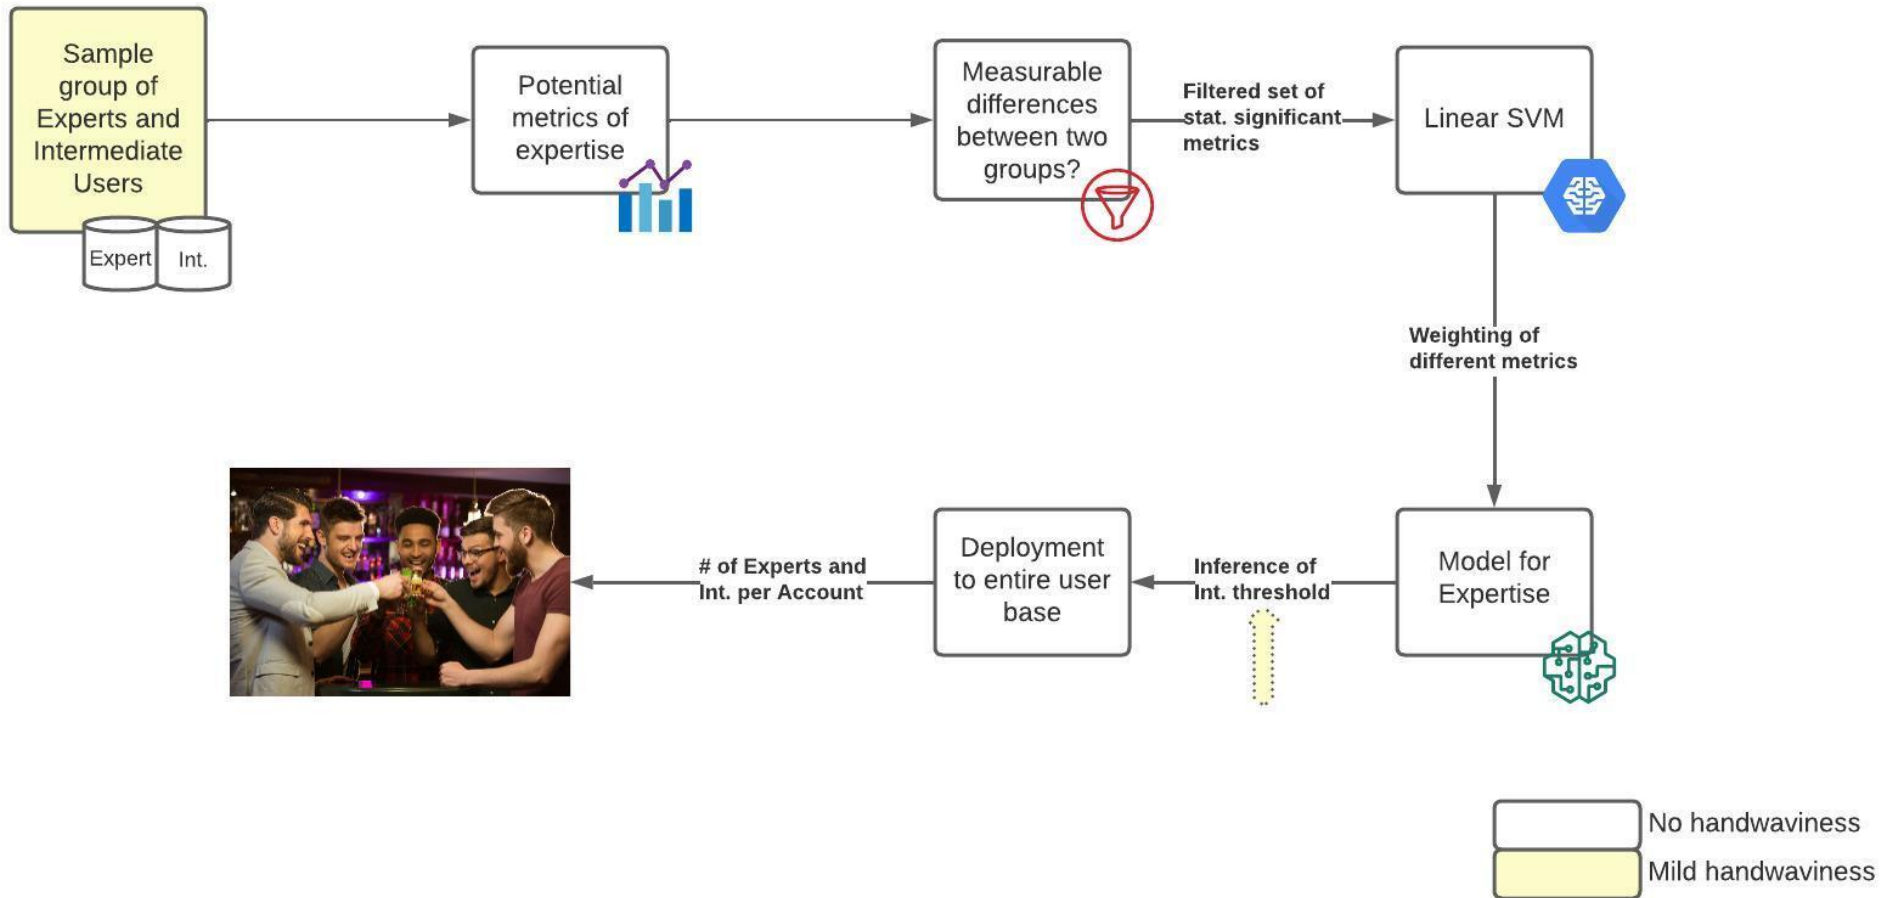 Sample
group of
Experts and
Intermediate
Users
Expert
Int.
Potential
metrics of
expertise
Measurable
differences
between two
groups?
Filtered set of
stat. significant
metrics
Linear SVM
Weighting of
different metrics
Model for
Expertise
Inference of
Int. threshold
Deployment
to entire user
base
# of Experts and
Int. per Account
No handwaviness
Mild handwaviness